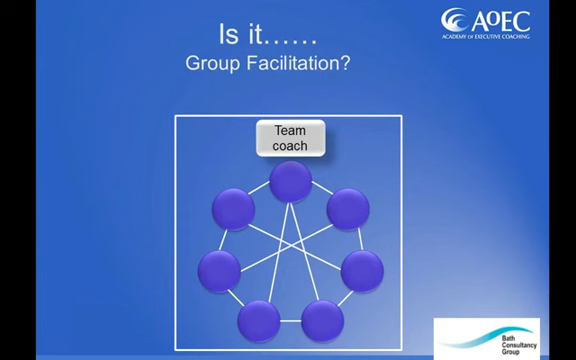 Is it......
Group Facilitation?
AoEC
ACADEMY OF EXECUTIVE COACHING
Team
coach
Bath
Consultancy
Group